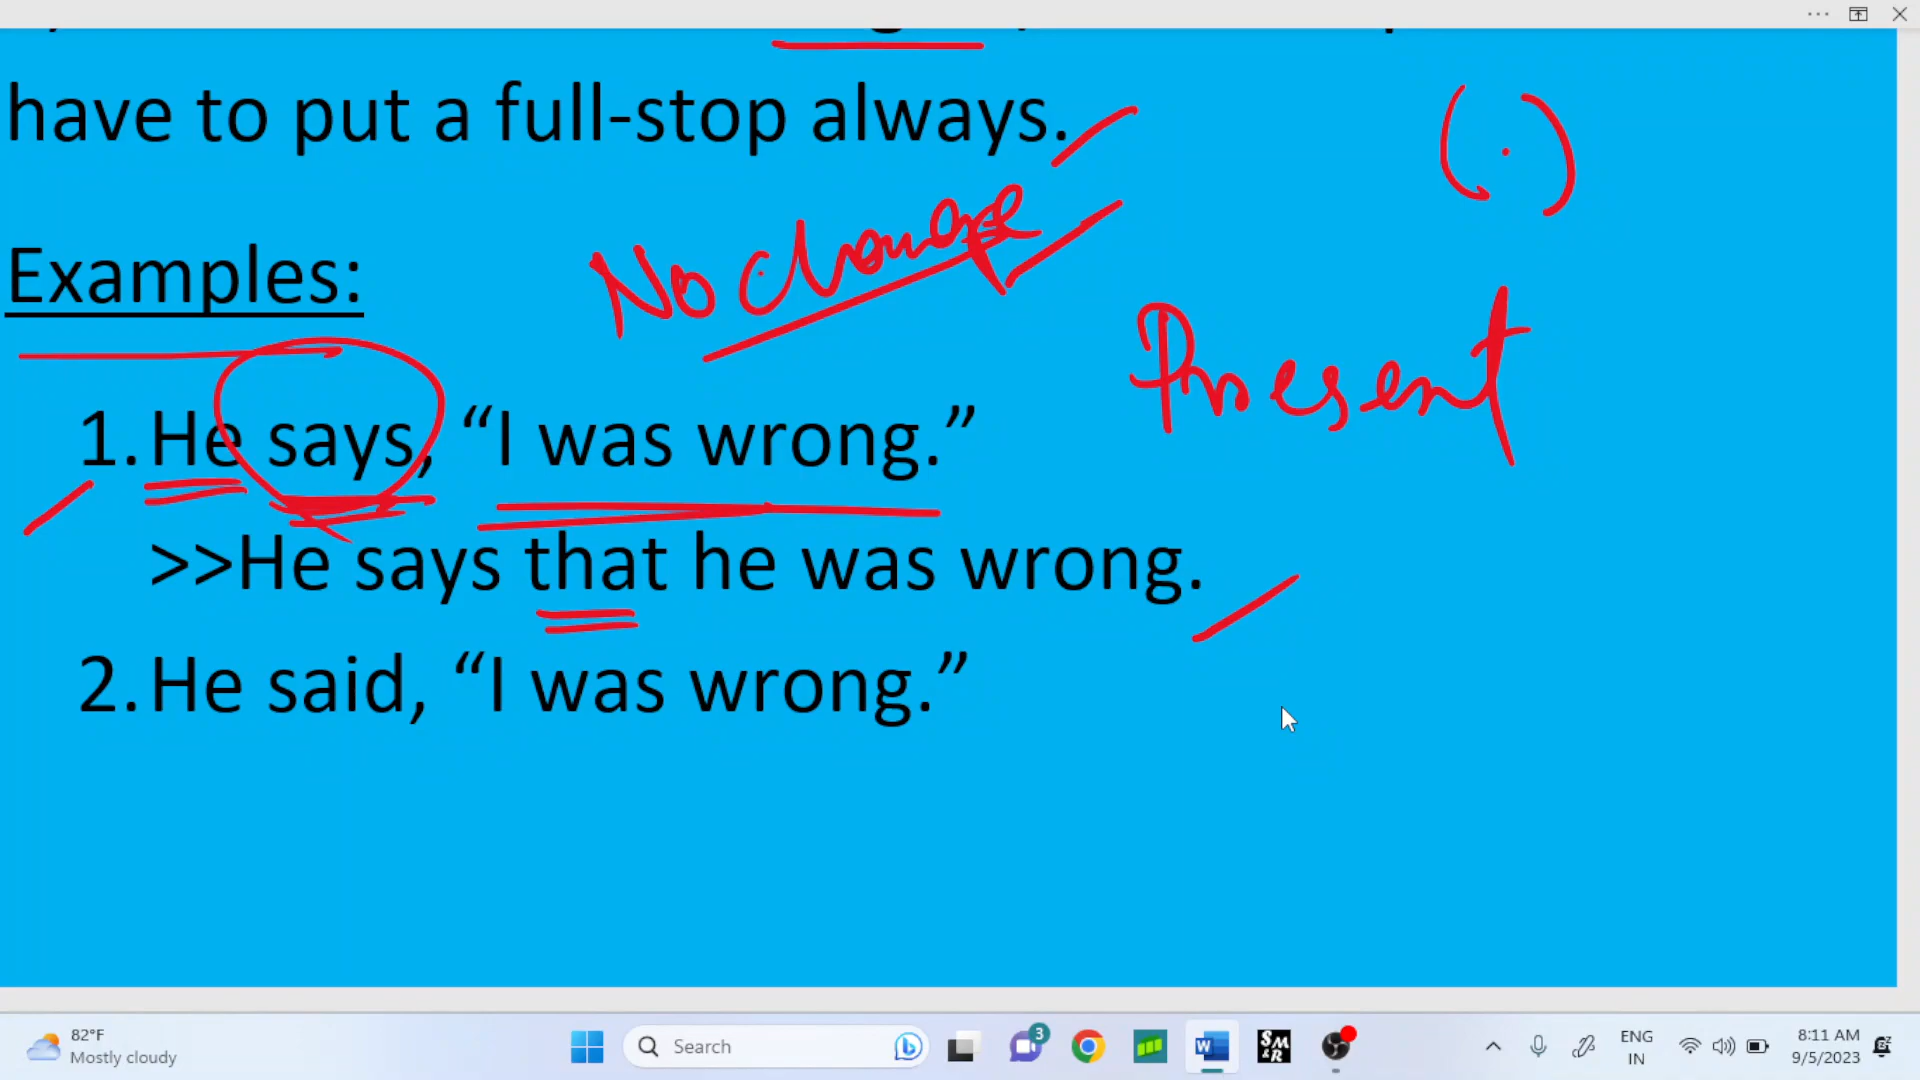 have to put a full-stop always.
(.)
No change
Examples:
Present
1. He says, “I was wrong.”
>>He says that he was wrong.
2. He said, “I was wrong.”
82°F
Mostly cloudy
Search
3
W
S M & R
ENG
IN
8:11 AM
9/5/2023